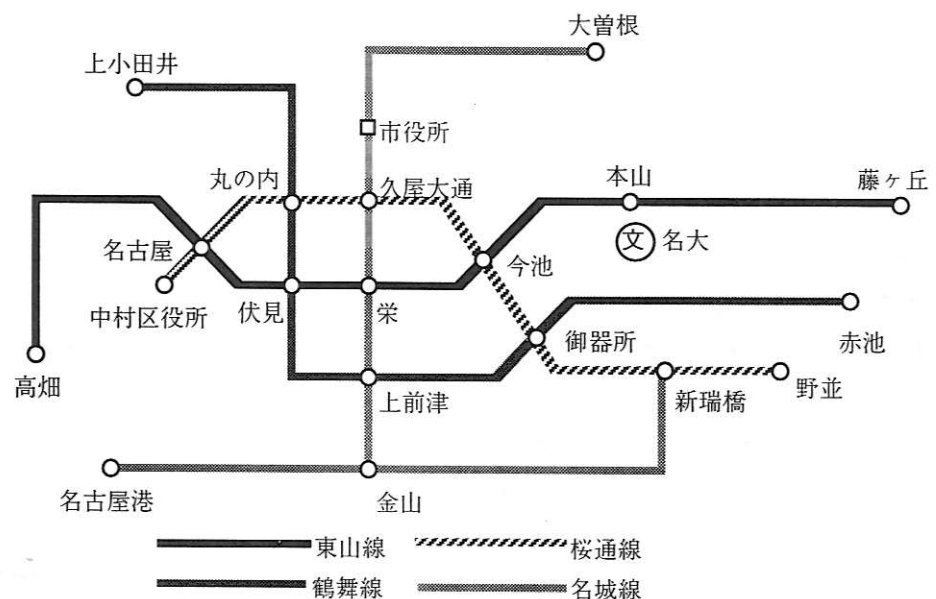 大曽根
上小田井
市役所
丸の内
久屋大通
本山
藤ヶ丘
名古屋
文 名大
今池
中村区役所
伏見
栄
御器所
赤池
高畑
上前津
新瑞橋
野並
名古屋港
金山
東山線
桜通線
鶴舞線
名城線